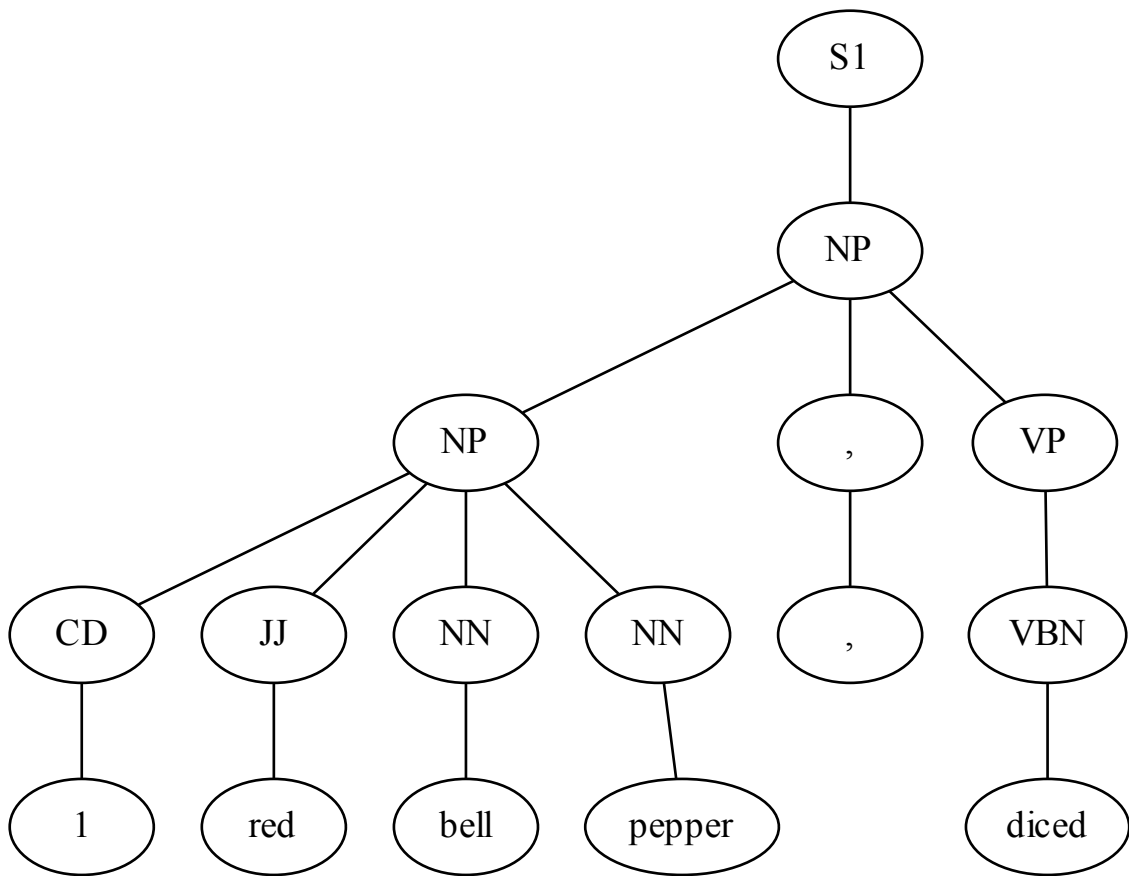 S1
NP
NP , VP
CD JJ NN NN , VBN
1 red bell pepper diced